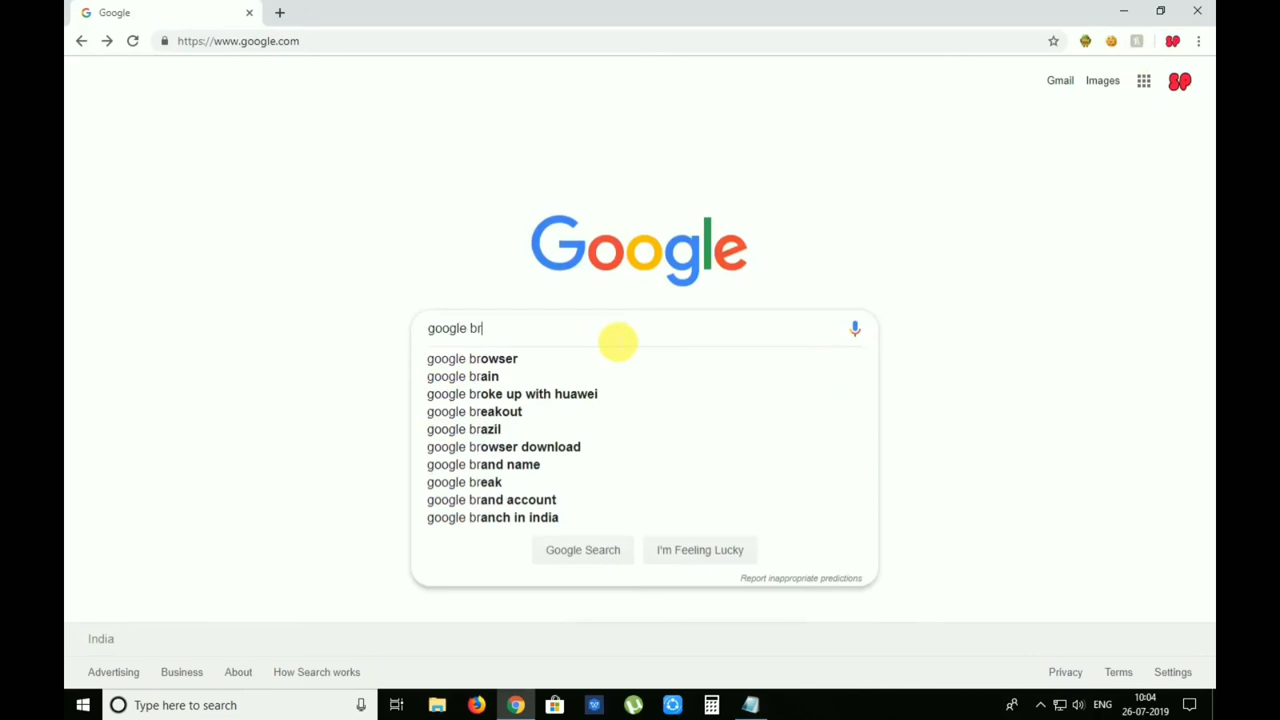 Google
https://www.google.com
Gmail Images
SP
Google
google br
google browser
google brain
google broke up with huawei
google breakout
google brazil
google browser download
google brand name
google break
google brand account
google branch in india
Google Search I'm Feeling Lucky
Report inappropriate predictions
India
Advertising Business About How Search works Privacy Terms Settings
Type here to search ENG 10:04
26-07-2019